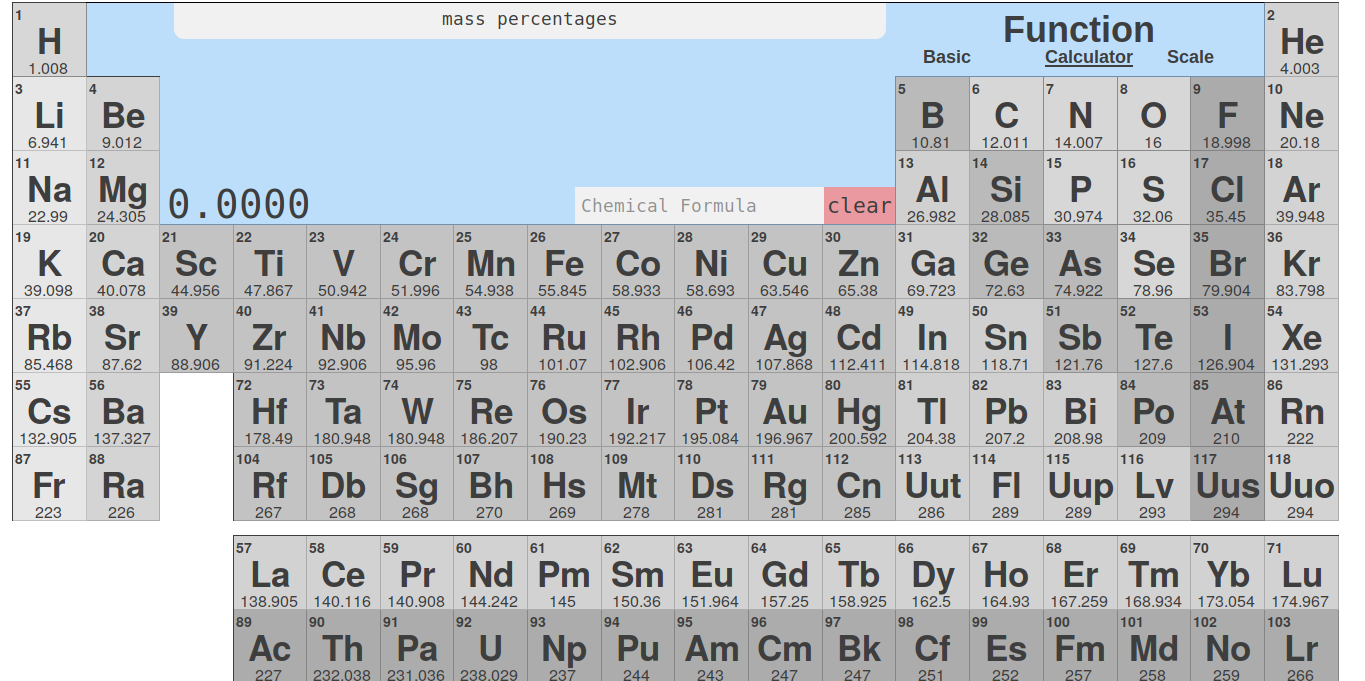 1 mass percentages Function 2
H Basic Calculator Scale He
1.008 4.003
3 4 5 6 7 8 9 10
Li Be B C N O F Ne
6.941 9.012 10.81 12.011 14.007 16 18.998 20.18
11 12 13 14 15 16 17 18
Na Mg 0.0000 Chemical Formula clear Al Si P S Cl Ar
22.99 24.305 26.982 28.085 30.974 32.06 35.45 39.948
19 20 21 22 23 24 25 26 27 28 29 30 31 32 33 34 35 36
K Ca Sc Ti V Cr Mn Fe Co Ni Cu Zn Ga Ge As Se Br Kr
39.098 40.078 44.956 47.867 50.942 51.996 54.938 55.845 58.933 58.693 63.546 65.38 69.723 72.63 74.922 78.96 79.904 83.798
37 38 39 40 41 42 43 44 45 46 47 48 49 50 51 52 53 54
Rb Sr Y Zr Nb Mo Tc Ru Rh Pd Ag Cd In Sn Sb Te I Xe
85.468 87.62 88.906 91.224 92.906 95.96 98 101.07 102.906 106.42 107.868 112.411 114.818 118.71 121.76 127.6 126.904 131.293
55 56 72 73 74 75 76 77 78 79 80 81 82 83 84 85 86
Cs Ba Hf Ta W Re Os Ir Pt Au Hg Tl Pb Bi Po At Rn
132.905 137.327 178.49 180.948 180.948 186.207 190.23 192.217 195.084 196.967 200.592 204.38 207.2 208.98 209 210 222
87 88 104 105 106 107 108 109 110 111 112 113 114 115 116 117 118
Fr Ra Rf Db Sg Bh Hs Mt Ds Rg Cn Uut Fl Uup Lv Uus Uuo
223 226 267 268 268 270 269 278 281 281 285 286 289 289 293 294 294
57 58 59 60 61 62 63 64 65 66 67 68 69 70 71
La Ce Pr Nd Pm Sm Eu Gd Tb Dy Ho Er Tm Yb Lu
138.905 140.116 140.908 144.242 145 150.36 151.964 157.25 158.925 162.5 164.93 167.259 168.934 173.054 174.967
89 90 91 92 93 94 95 96 97 98 99 100 101 102 103
Ac Th Pa U Np Pu Am Cm Bk Cf Es Fm Md No Lr
227 232.038 231.036 238.029 237 244 243 247 247 251 252 257 258 259 266